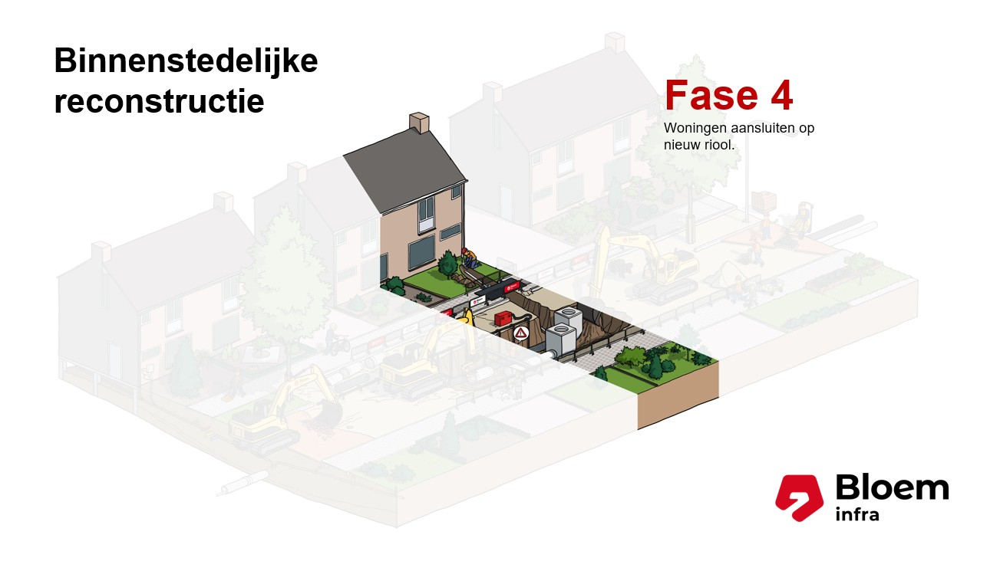 Binnenstedelijke
reconstructie
Fase 4
Woningen aansluiten op
nieuw riool.
Bloem
infra